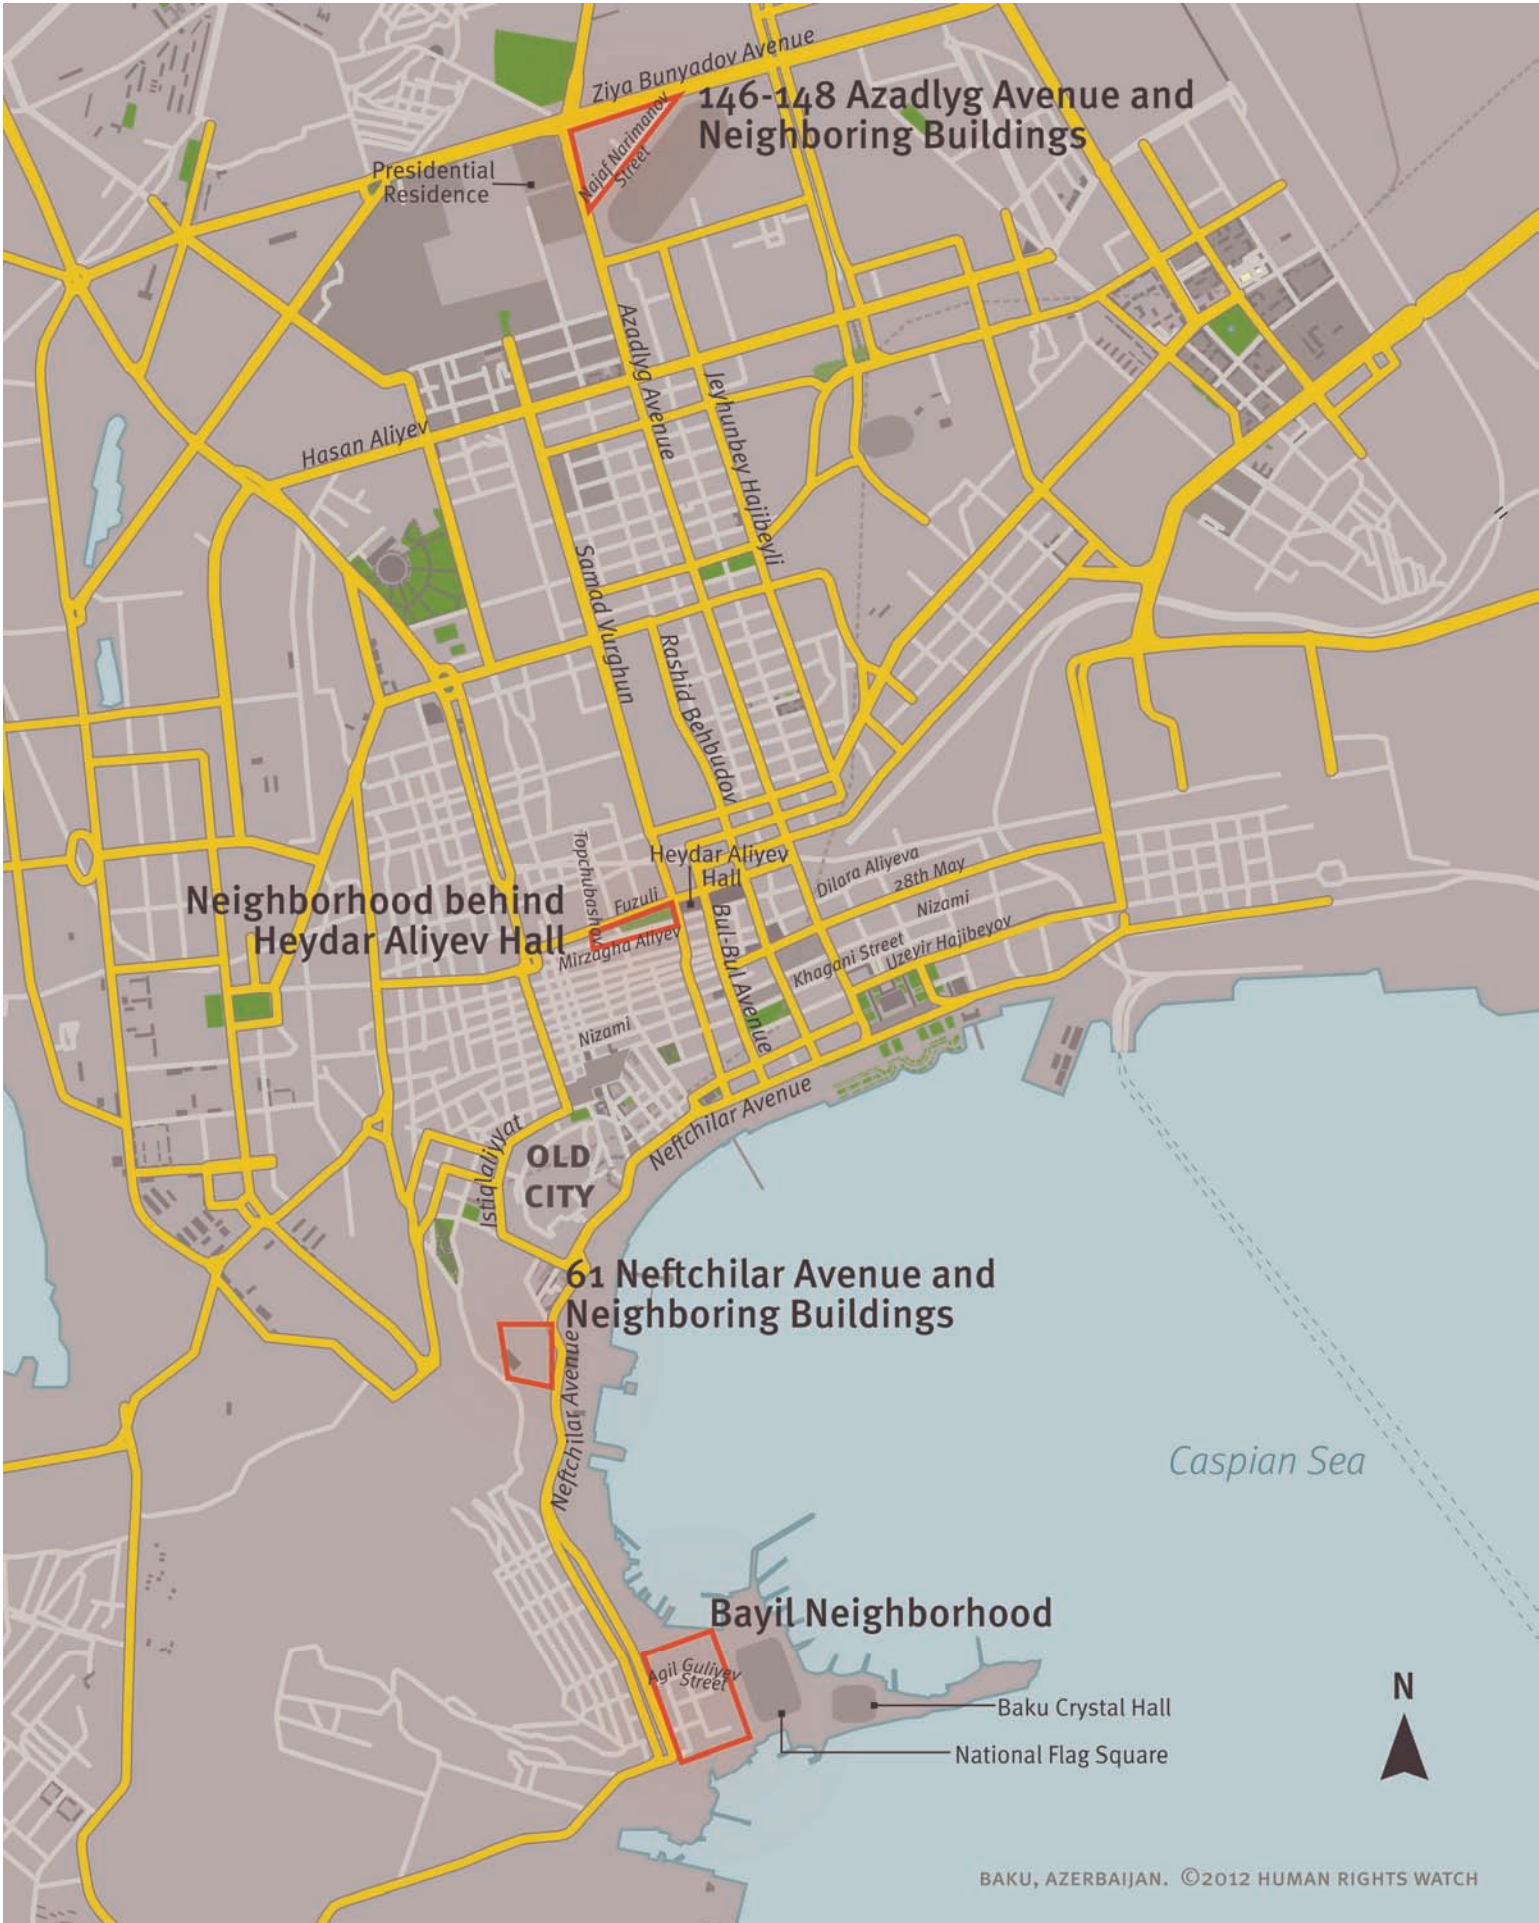 Ziya Bunyadov Avenue
146-148 Azadlyg Avenue and
Neighboring Buildings
Najaf Narimanov
Street
Presidential
Residence
Azadlyg Avenue
Jeyhunbey Hajibeyli
Hasan Aliyev
Samad Vurghun
Rashid Behbudov
Topchubashov
Heydar Aliyev
Hall
Dilara Aliyeva
28th May
Nizami
Neighborhood behind
Heydar Aliyev Hall
Fuzuli
Mirzagha Aliyev
Bul-Bul Avenue
Khagani Street
Uzeyir Hajibeyov
Nizami
Neftchilar Avenue
Istiqlaliyyat
OLD
CITY
61 Neftchilar Avenue and
Neighboring Buildings
Neftchilar Avenue
Caspian Sea
Bayil Neighborhood
Agil Guliyev
Street
Baku Crystal Hall
National Flag Square
N
BAKU, AZERBAIJAN. ©2012 HUMAN RIGHTS WATCH